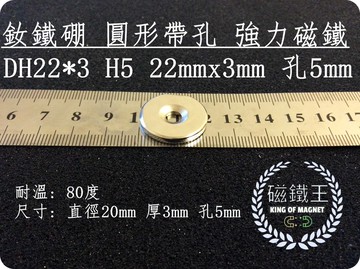 釹鐵硼 圓形帶孔 強力磁鐵
DH22*3 H5 22mmx3mm 孔5mm
6 7 8 9 10 12 13 14 15 16 17
耐溫: 80度
尺寸: 直徑20mm 厚3mm 孔5mm
磁鐵王
KING OF MAGNET